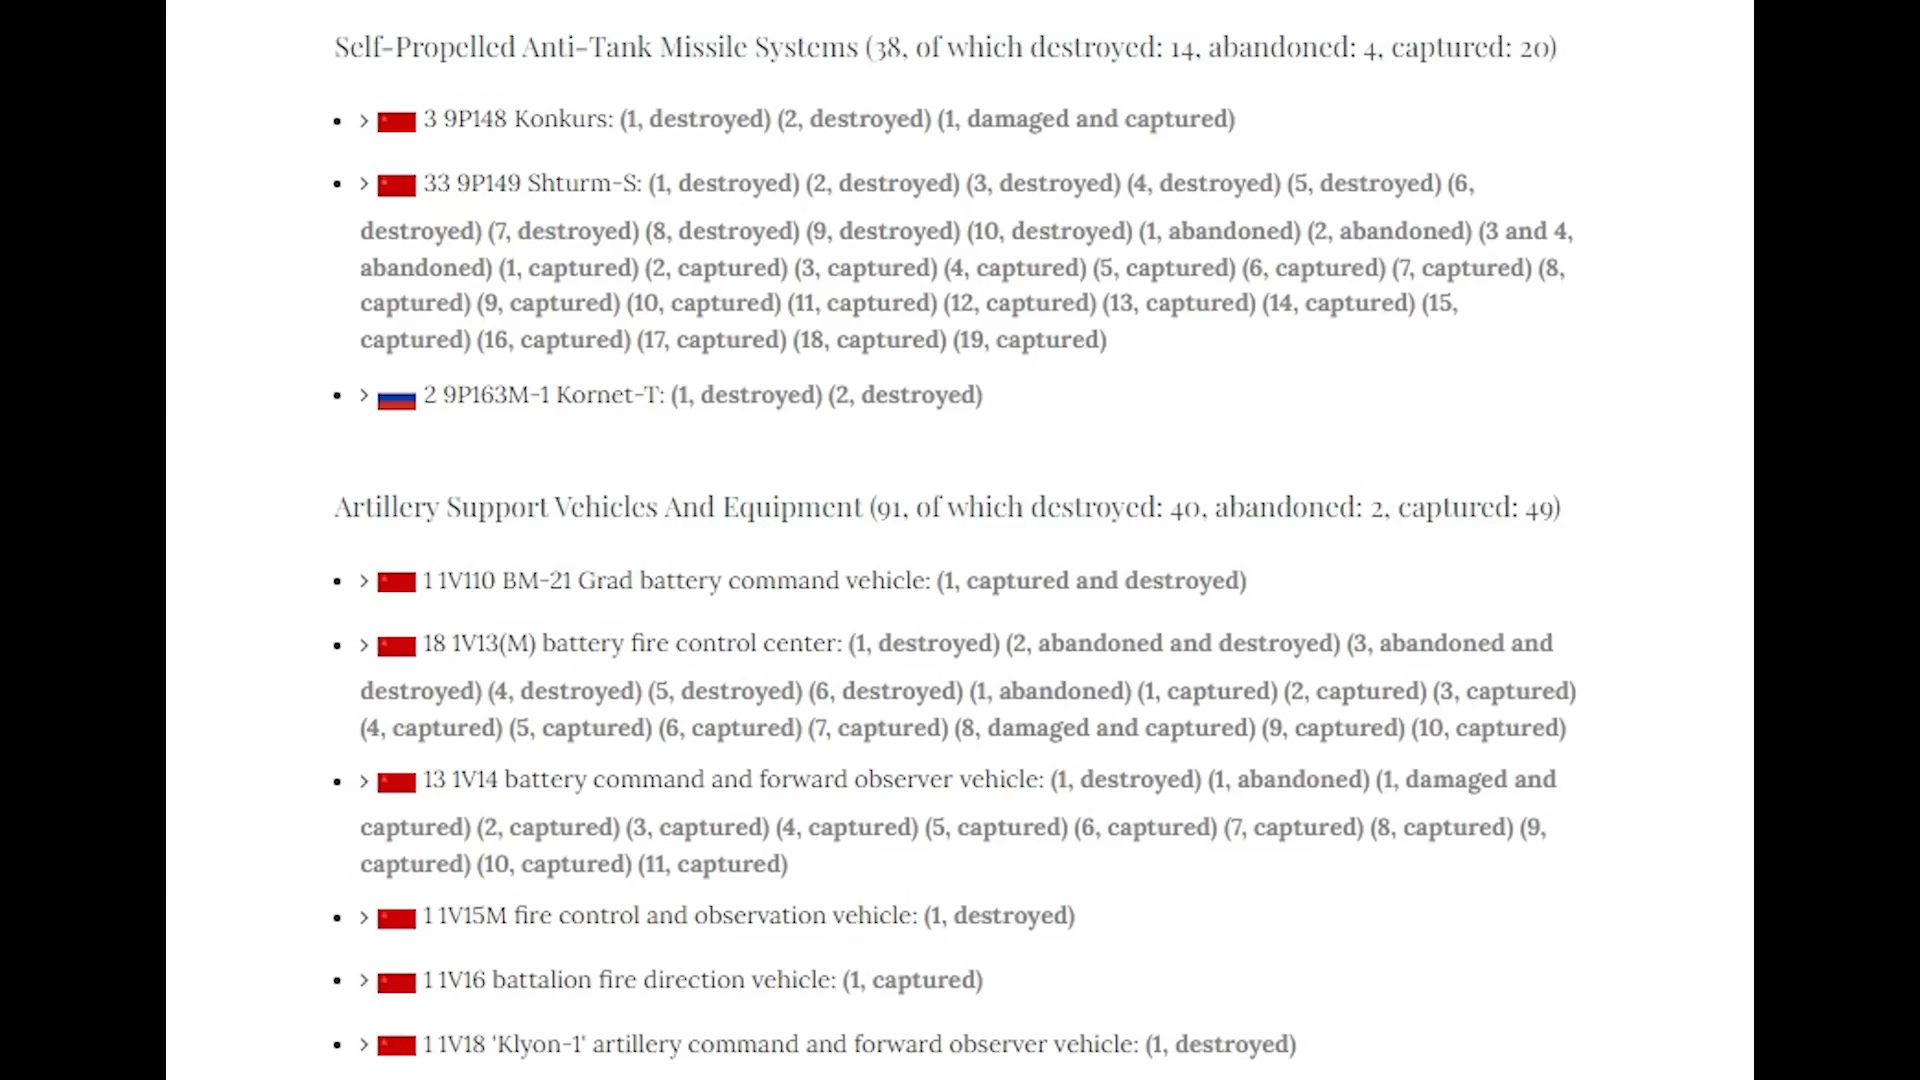 Self-Propelled Anti-Tank Missile Systems (38, of which destroyed: 14, abandoned: 4, captured: 20)
3 9P148 Konkurs: (1, destroyed) (2, destroyed) (1, damaged and captured)
33 9P149 Shturm-S: (1, destroyed) (2, destroyed) (3, destroyed) (4, destroyed) (5, destroyed) (6,
destroyed) (7, destroyed) (8, destroyed) (9, destroyed) (10, destroyed) (1, abandoned) (2, abandoned) (3 and 4,
abandoned) (1, captured) (2, captured) (3, captured) (4, captured) (5, captured) (6, captured) (7, captured) (8,
captured) (9, captured) (10, captured) (11, captured) (12, captured) (13, captured) (14, captured) (15,
captured) (16, captured) (17, captured) (18, captured) (19, captured)
2 9P163M-1 Kornet-T: (1, destroyed) (2, destroyed)
Artillery Support Vehicles And Equipment (91, of which destroyed: 40, abandoned: 2, captured: 49)
1 1V110 BM-21 Grad battery command vehicle: (1, captured and destroyed)
18 1V13(M) battery fire control center: (1, destroyed) (2, abandoned and destroyed) (3, abandoned and
destroyed) (4, destroyed) (5, destroyed) (6, destroyed) (1, abandoned) (1, captured) (2, captured) (3, captured)
(4, captured) (5, captured) (6, captured) (7, captured) (8, damaged and captured) (9, captured) (10, captured)
13 1V14 battery command and forward observer vehicle: (1, destroyed) (1, abandoned) (1, damaged and
captured) (2, captured) (3, captured) (4, captured) (5, captured) (6, captured) (7, captured) (8, captured) (9,
captured) (10, captured) (11, captured)
1 1V15M fire control and observation vehicle: (1, destroyed)
1 1V16 battalion fire direction vehicle: (1, captured)
1 1V18 'Klyon-1' artillery command and forward observer vehicle: (1, destroyed)